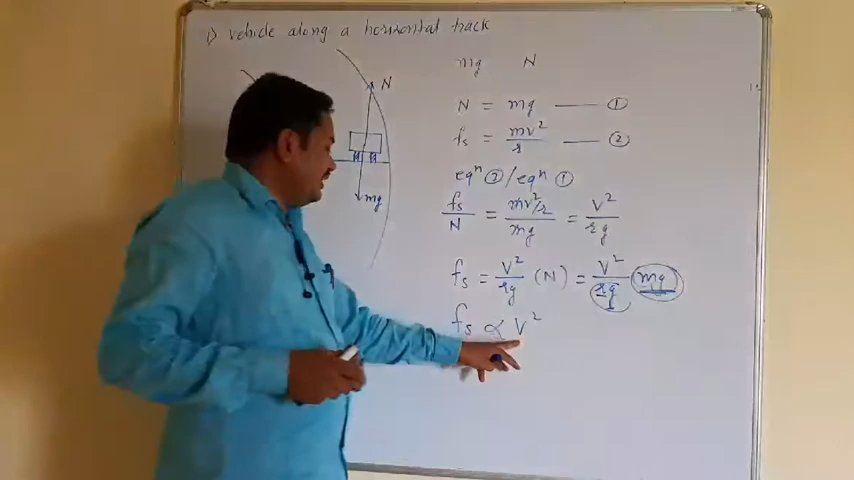 1) Vehicle along a horizontal track
mg N
N
N = mg —— ①
fs = mv²/r —— ②
mg
eqⁿ ②/eqⁿ ①
fs/N = mv²/r / mg = v²/rg
fs = v²/rg (N) = v²/rg mg
fs ∝ v²